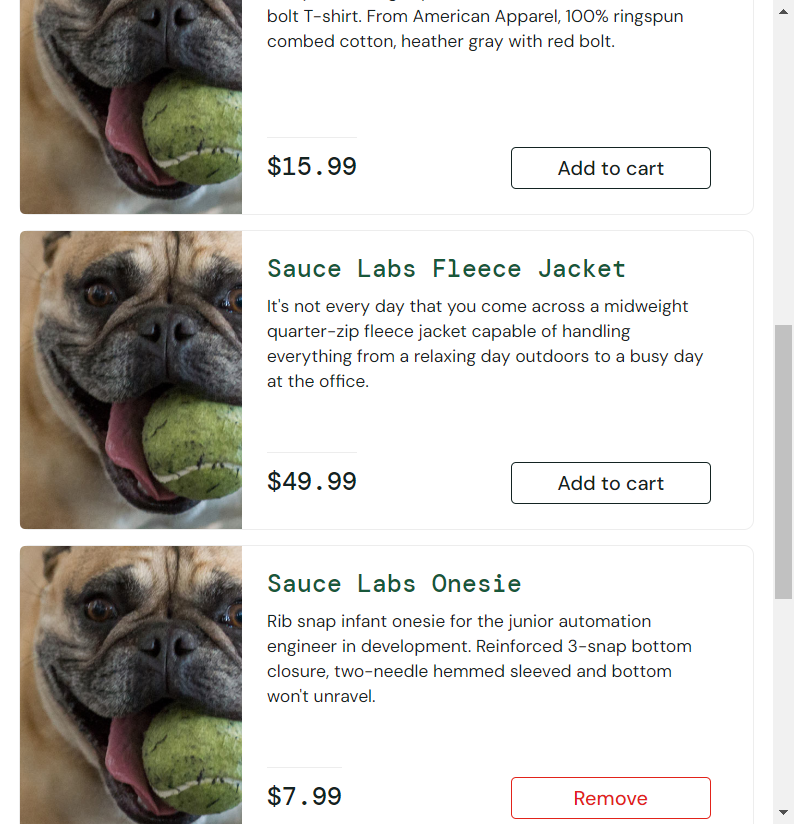 bolt T-shirt. From American Apparel, 100% ringspun
combed cotton, heather gray with red bolt.
$15.99
Add to cart
Sauce Labs Fleece Jacket
It's not every day that you come across a midweight
quarter-zip fleece jacket capable of handling
everything from a relaxing day outdoors to a busy day
at the office.
$49.99
Add to cart
Sauce Labs Onesie
Rib snap infant onesie for the junior automation
engineer in development. Reinforced 3-snap bottom
closure, two-needle hemmed sleeved and bottom
won't unravel.
$7.99
Remove